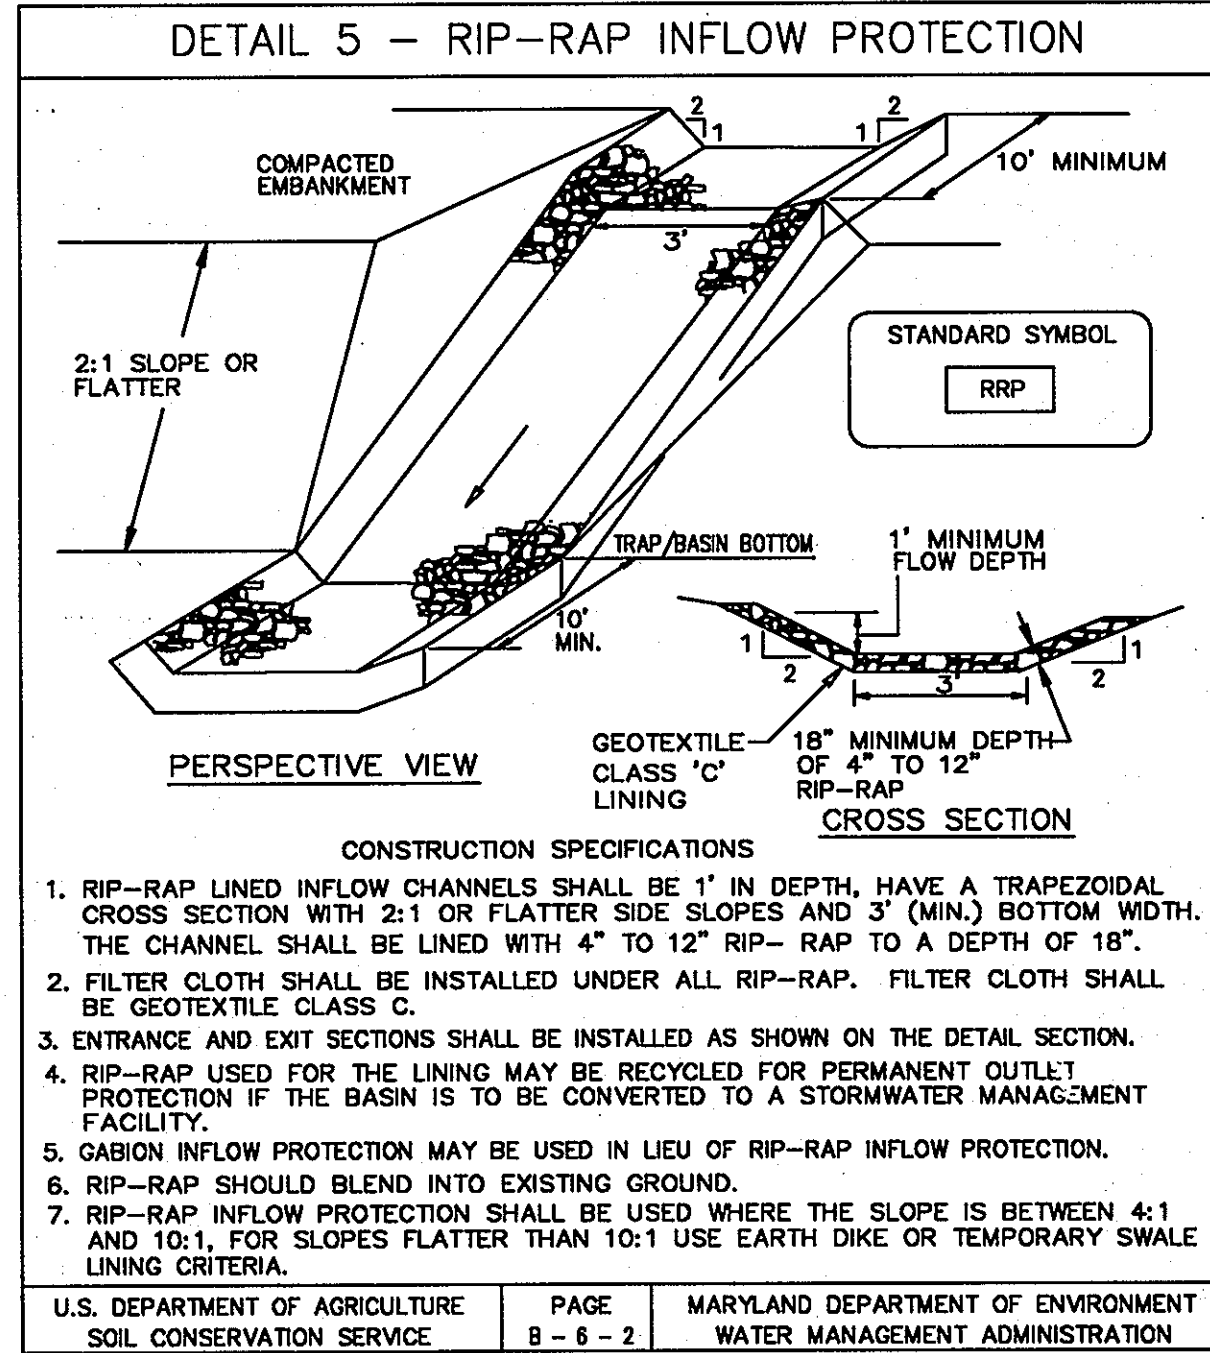 DETAIL 5 – RIP–RAP INFLOW PROTECTION
2
1
2
1
10' MINIMUM
COMPACTED
EMBANKMENT
3'
2:1 SLOPE OR
FLATTER
STANDARD SYMBOL
RRP
TRAP/BASIN BOTTOM
10'
MIN.
1' MINIMUM
FLOW DEPTH
1
2
3'
1
2
GEOTEXTILE
CLASS 'C'
LINING
18" MINIMUM DEPTH
OF 4" TO 12"
RIP–RAP
PERSPECTIVE VIEW
CROSS SECTION
CONSTRUCTION SPECIFICATIONS
1. RIP–RAP LINED INFLOW CHANNELS SHALL BE 1' IN DEPTH, HAVE A TRAPEZOIDAL
CROSS SECTION WITH 2:1 OR FLATTER SIDE SLOPES AND 3' (MIN.) BOTTOM WIDTH.
THE CHANNEL SHALL BE LINED WITH 4" TO 12" RIP– RAP TO A DEPTH OF 18".
2. FILTER CLOTH SHALL BE INSTALLED UNDER ALL RIP–RAP. FILTER CLOTH SHALL
BE GEOTEXTILE CLASS C.
3. ENTRANCE AND EXIT SECTIONS SHALL BE INSTALLED AS SHOWN ON THE DETAIL SECTION.
4. RIP–RAP USED FOR THE LINING MAY BE RECYCLED FOR PERMANENT OUTLET
PROTECTION IF THE BASIN IS TO BE CONVERTED TO A STORMWATER MANAGEMENT
FACILITY.
5. GABION INFLOW PROTECTION MAY BE USED IN LIEU OF RIP–RAP INFLOW PROTECTION.
6. RIP–RAP SHOULD BLEND INTO EXISTING GROUND.
7. RIP–RAP INFLOW PROTECTION SHALL BE USED WHERE THE SLOPE IS BETWEEN 4:1
AND 10:1, FOR SLOPES FLATTER THAN 10:1 USE EARTH DIKE OR TEMPORARY SWALE
LINING CRITERIA.
U.S. DEPARTMENT OF AGRICULTURE
SOIL CONSERVATION SERVICE
PAGE
B – 6 – 2
MARYLAND DEPARTMENT OF ENVIRONMENT
WATER MANAGEMENT ADMINISTRATION